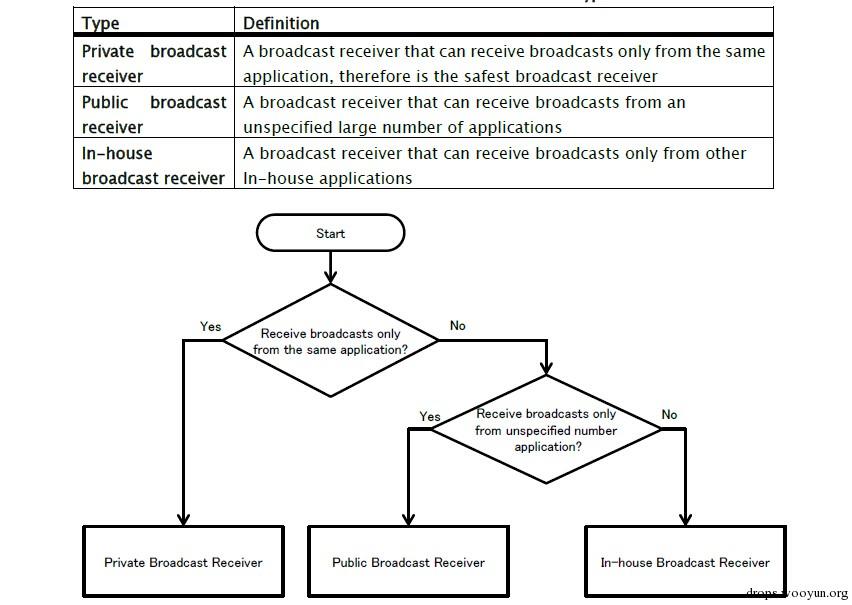 Type Definition
Private broadcast A broadcast receiver that can receive broadcasts only from the same
receiver application, therefore is the safest broadcast receiver
Public broadcast A broadcast receiver that can receive broadcasts from an
receiver unspecified large number of applications
In-house A broadcast receiver that can receive broadcasts only from other
broadcast receiver In-house applications
Start
Yes
No
Receive broadcasts only
from the same application?
Yes
No
Receive broadcasts only
from unspecified number
application?
Private Broadcast Receiver
Public Broadcast Receiver
In-house Broadcast Receiver
drops.wooyun.org